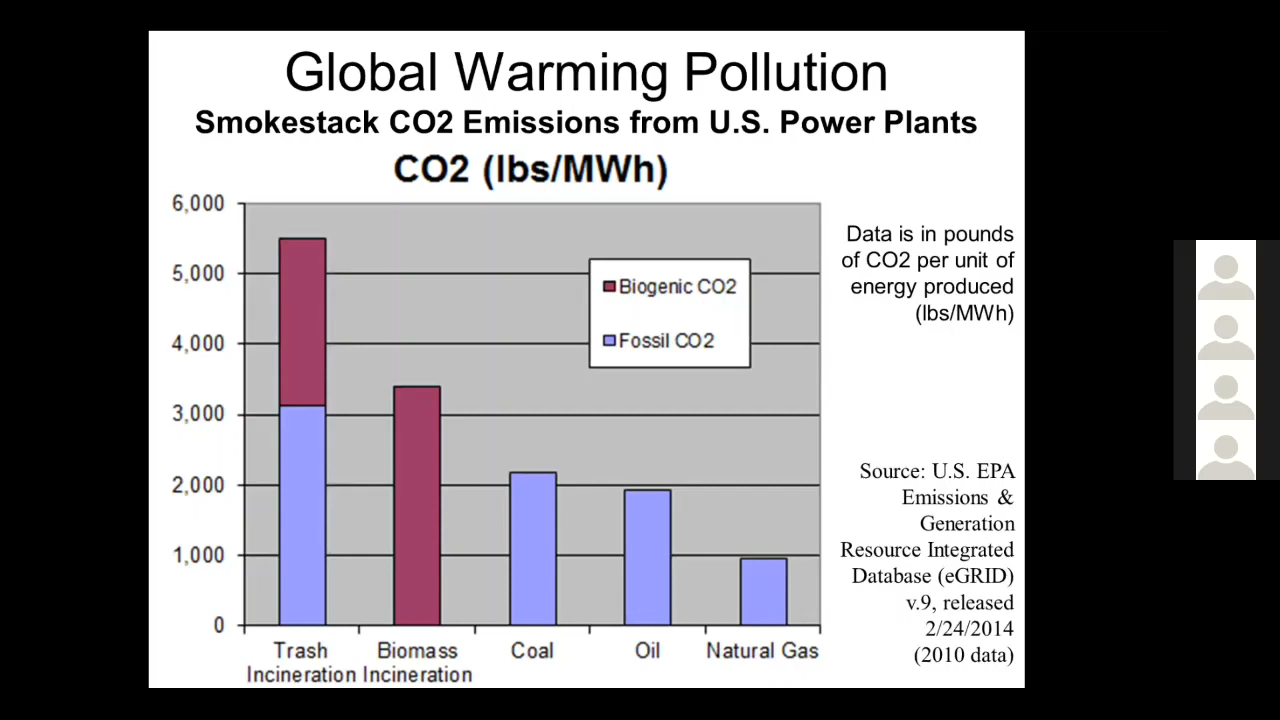 Global Warming Pollution
Smokestack CO2 Emissions from U.S. Power Plants
CO2 (lbs/MWh)
6,000
5,000
4,000
3,000
2,000
1,000
0
Biogenic CO2
Fossil CO2
Trash
Incineration
Biomass
Incineration
Coal
Oil
Natural Gas
Data is in pounds
of CO2 per unit of
energy produced
(lbs/MWh)
Source: U.S. EPA
Emissions &
Generation
Resource Integrated
Database (eGRID)
v.9, released
2/24/2014
(2010 data)